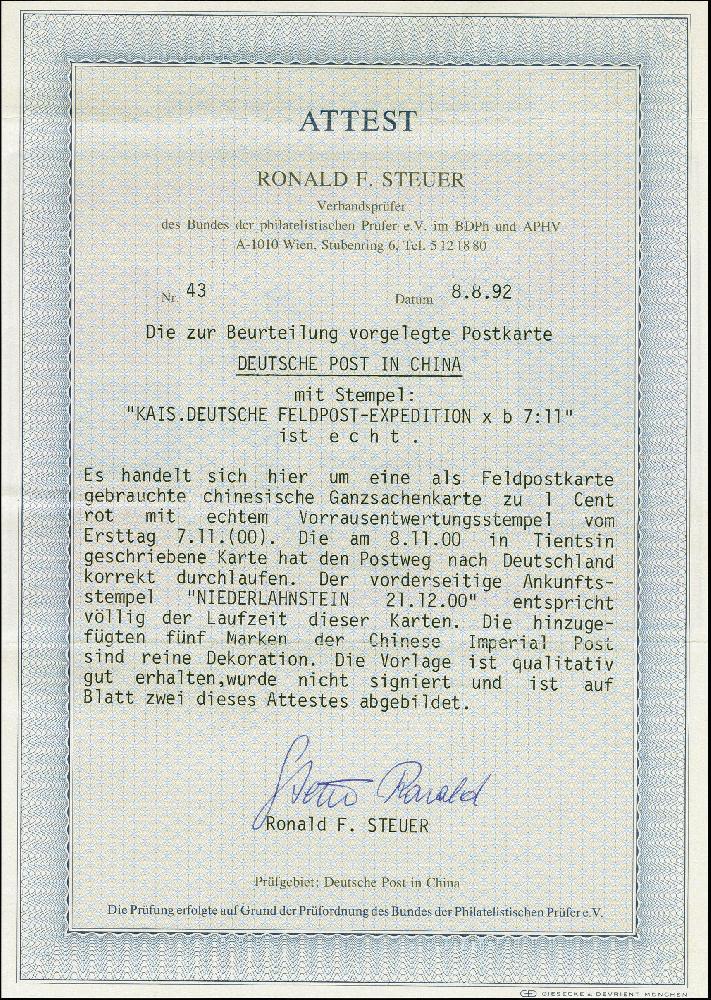 ATTEST
RONALD F. STEUER
Verbandsprüfer
des Bundes der philatelistischen Prüfer e.V. im BDPh und APHV
A-1010 Wien, Stubenring 6, Tel. 5 12 18 80
Nr. 43 Datum 8.8.92
Die zur Beurteilung vorgelegte Postkarte
DEUTSCHE POST IN CHINA
mit Stempel:
"KAIS.DEUTSCHE FELDPOST-EXPEDITION x b 7:11"
ist e c h t .
Es handelt sich hier um eine als Feldpostkarte
gebrauchte chinesische Ganzsachenkarte zu 1 Cent
rot mit echtem Vorrausentwertungsstempel vom
Ersttag 7.11.(00). Die am 8.11.00 in Tientsin
geschriebene Karte hat den Postweg nach Deutschland
korrekt durchlaufen. Der vorderseitige Ankunfts-
stempel "NIEDERLAHNSTEIN 21.12.00" entspricht
völlig der Laufzeit dieser Karten. Die hinzuge-
fügten fünf Marken der Chinese Imperial Post
sind reine Dekoration. Die Vorlage ist qualitativ
gut erhalten,wurde nicht signiert und ist auf
Blatt zwei dieses Attestes abgebildet.
Ronald F. STEUER
Prüfgebiet: Deutsche Post in China
Die Prüfung erfolgte auf Grund der Prüfordnung des Bundes der Philatelistischen Prüfer e.V.
GIESECKE & DEVRIENT MÜNCHEN